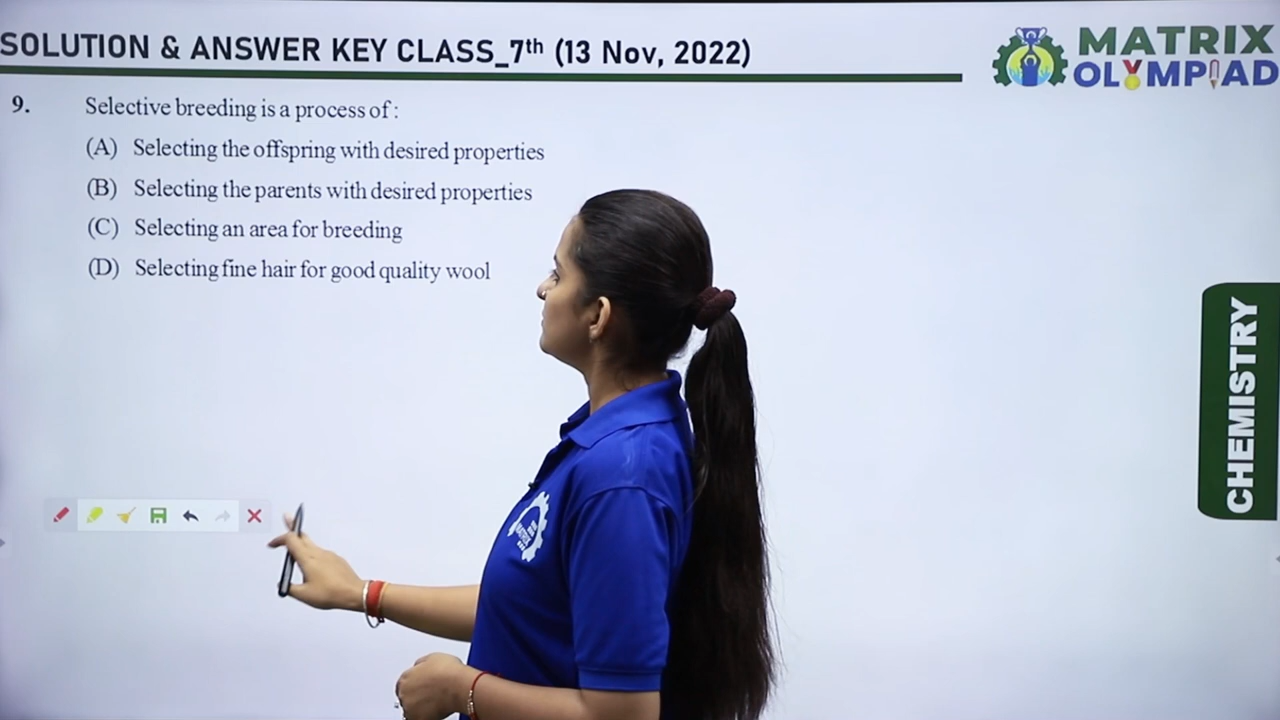 SOLUTION & ANSWER KEY CLASS_7th (13 Nov, 2022)
MATRIX
OLYMPIAD
9. Selective breeding is a process of :
(A) Selecting the offspring with desired properties
(B) Selecting the parents with desired properties
(C) Selecting an area for breeding
(D) Selecting fine hair for good quality wool
CHEMISTRY
MATRIX